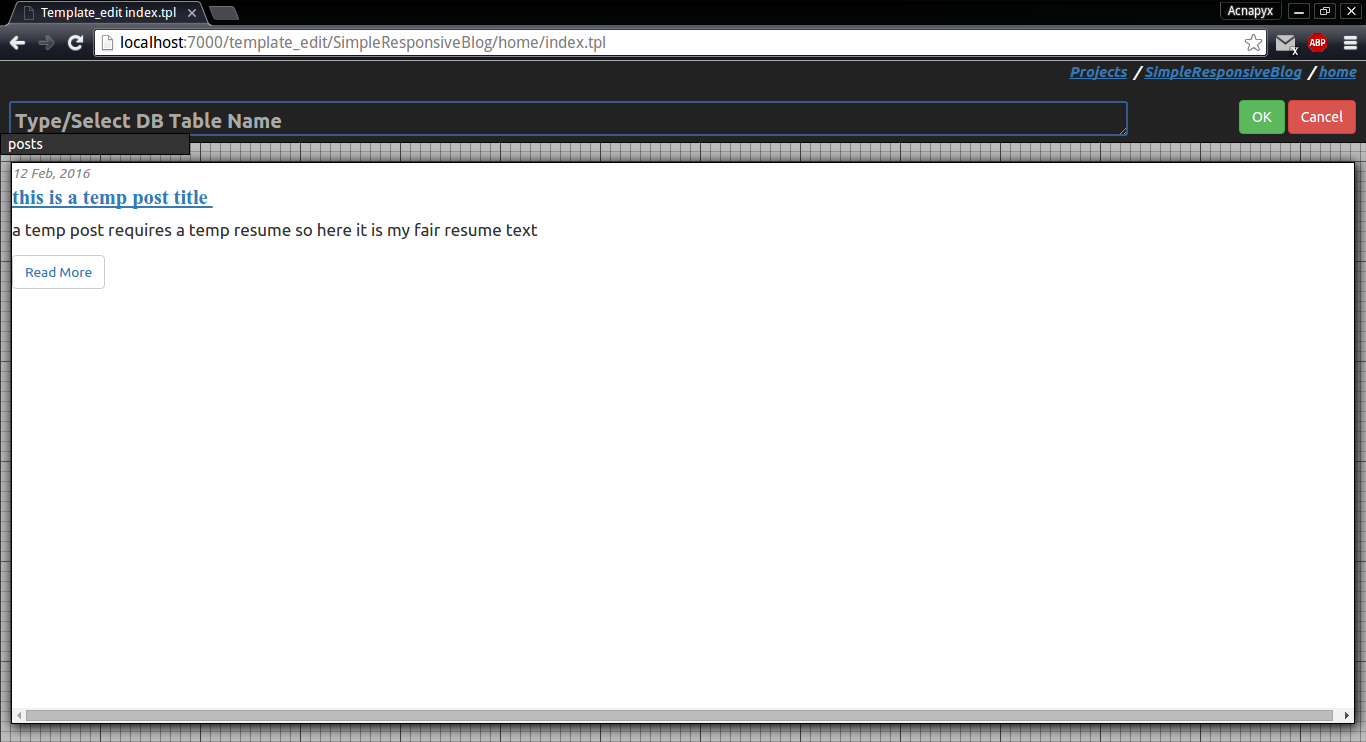 Template_edit index.tpl
Acnapyx
localhost:7000/template_edit/SimpleResponsiveBlog/home/index.tpl
ABP
x
Projects / SimpleResponsiveBlog / home
Type/Select DB Table Name
OK Cancel
posts
12 Feb, 2016
this is a temp post title
a temp post requires a temp resume so here it is my fair resume text
Read More